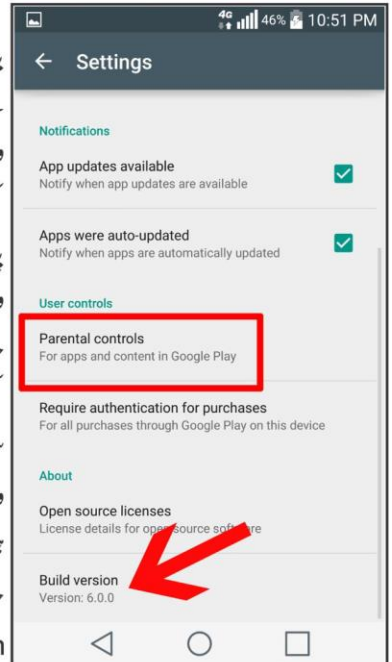 4G 46% 10:51 PM
Settings
Notifications
App updates available
Notify when app updates are available
Apps were auto-updated
Notify when apps are automatically updated
User controls
Parental controls
For apps and content in Google Play
Require authentication for purchases
For all purchases through Google Play on this device
About
Open source licenses
License details for open source software
Build version
Version: 6.0.0